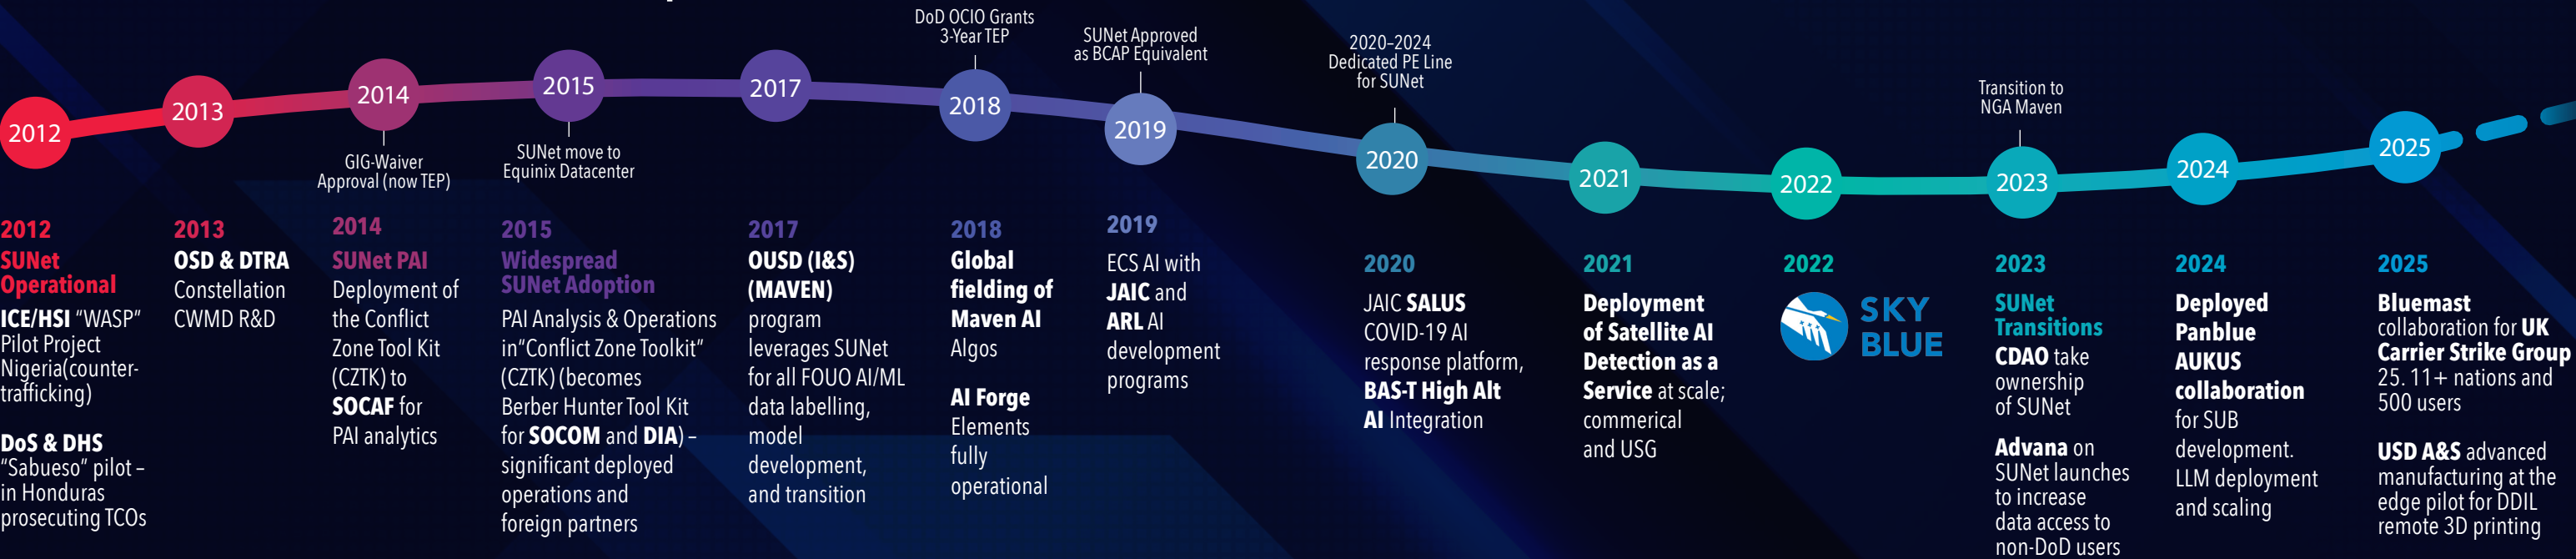 DoD OCIO Grants
3-Year TEP
SUNet Approved
as BCAP Equivalent
2020–2024
Dedicated PE Line
for SUNet
Transition to
NGA Maven
2012
2013
2014
2015
2017
2018
2019
2020
2021
2022
2023
2024
2025
GIG-Waiver
Approval (now TEP)
SUNet move to
Equinix Datacenter
2012
SUNet
Operational
ICE/HSI “WASP”
Pilot Project
Nigeria(counter-
trafficking)
DoS & DHS
“Sabueso” pilot –
in Honduras
prosecuting TCOs
2013
OSD & DTRA
Constellation
CWMD R&D
2014
SUNet PAI
Deployment of
the Conflict
Zone Tool Kit
(CZTK) to
SOCAF for
PAI analytics
2015
Widespread
SUNet Adoption
PAI Analysis & Operations
in“Conflict Zone Toolkit”
(CZTK) (becomes
Berber Hunter Tool Kit
for SOCOM and DIA) –
significant deployed
operations and
foreign partners
2017
OUSD (I&S)
(MAVEN)
program
leverages SUNet
for all FOUO AI/ML
data labelling,
model
development,
and transition
2018
Global
fielding of
Maven AI
Algos
AI Forge
Elements
fully
operational
2019
ECS AI with
JAIC and
ARL AI
development
programs
2020
JAIC SALUS
COVID-19 AI
response platform,
BAS-T High Alt
AI Integration
2021
Deployment
of Satellite AI
Detection as a
Service at scale;
commerical
and USG
2022
SKY
BLUE
2023
SUNet
Transitions
CDAO take
ownership
of SUNet
Advana on
SUNet launches
to increase
data access to
non-DoD users
2024
Deployed
Panblue
AUKUS
collaboration
for SUB
development.
LLM deployment
and scaling
2025
Bluemast
collaboration for UK
Carrier Strike Group
25. 11+ nations and
500 users
USD A&S advanced
manufacturing at the
edge pilot for DDIL
remote 3D printing